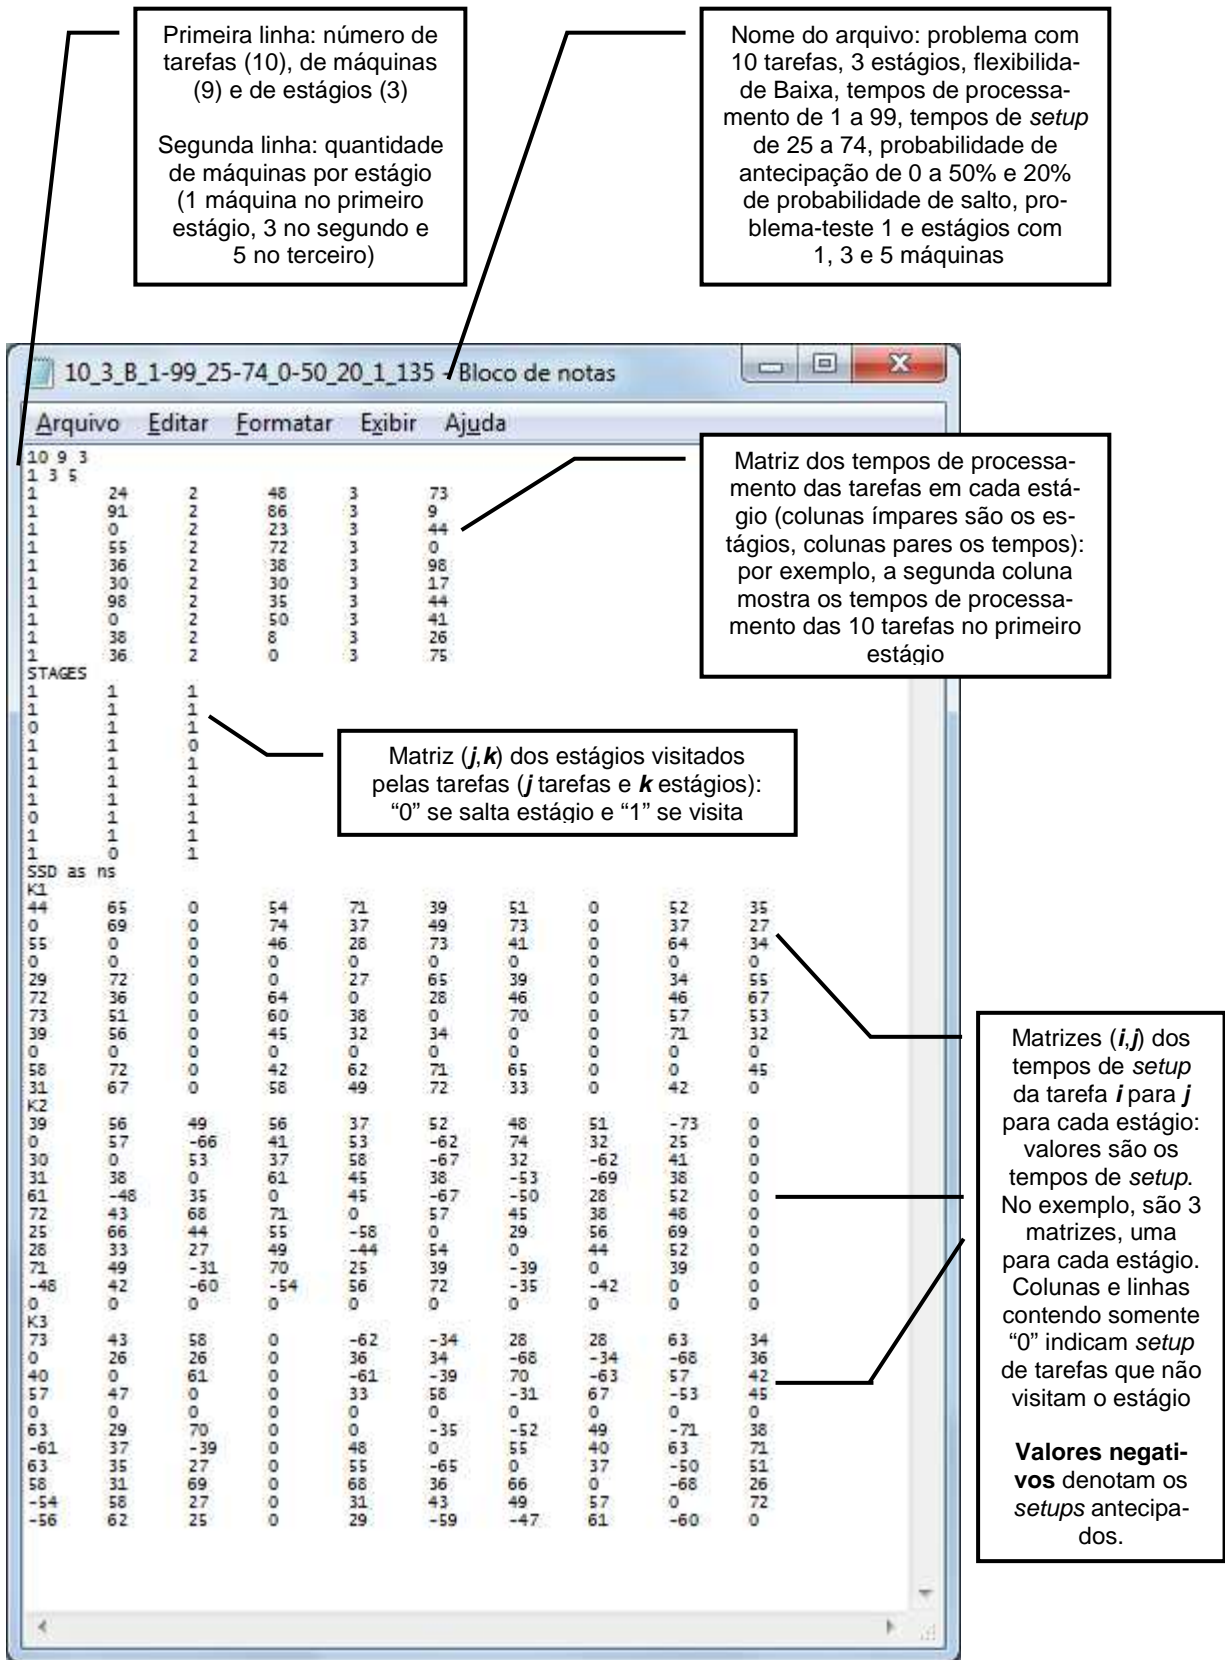 Primeira linha: número de
tarefas (10), de máquinas
(9) e de estágios (3)
Segunda linha: quantidade
de máquinas por estágio
(1 máquina no primeiro
estágio, 3 no segundo e
5 no terceiro)
Nome do arquivo: problema com
10 tarefas, 3 estágios, flexibilida-
de Baixa, tempos de processa-
mento de 1 a 99, tempos de setup
de 25 a 74, probabilidade de
antecipação de 0 a 50% e 20%
de probabilidade de salto, pro-
blema-teste 1 e estágios com
1, 3 e 5 máquinas
10_3_B_1-99_25-74_0-50_20_1_135 - Bloco de notas
Arquivo Editar Formatar Exibir Ajuda
10 9 3
1 3 5
1 24 2 48 3 73
1 91 2 86 3 9
1 0 2 23 3 44
1 55 2 72 3 0
1 36 2 38 3 98
1 30 2 30 3 17
1 98 2 35 3 44
1 0 2 50 3 41
1 38 2 8 3 26
1 36 2 0 3 75
Matriz dos tempos de processa-
mento das tarefas em cada está-
gio (colunas ímpares são os es-
tágios, colunas pares os tempos):
por exemplo, a segunda coluna
mostra os tempos de processa-
mento das 10 tarefas no primeiro
estágio
STAGES
1 1 1
1 1 1
0 1 1
1 1 0
1 1 1
1 1 1
1 1 1
0 1 1
1 1 1
1 0 1
Matriz (j,k) dos estágios visitados
pelas tarefas (j tarefas e k estágios):
“0” se salta estágio e “1” se visita
SSD as ns
K1
44 65 0 54 71 39 51 0 52 35
0 69 0 74 37 49 73 0 37 27
55 0 0 46 28 73 41 0 64 34
0 0 0 0 0 0 0 0 0 0
29 72 0 0 27 65 39 0 34 55
72 36 0 64 0 28 46 0 46 67
73 51 0 60 38 0 70 0 57 53
39 56 0 45 32 34 0 0 71 32
0 0 0 0 0 0 0 0 0 0
58 72 0 42 62 71 65 0 0 45
31 67 0 58 49 72 33 0 42 0
K2
39 56 49 56 37 52 48 51 -73 0
0 57 -66 41 53 -62 74 32 25 0
30 0 53 37 58 -67 32 -62 41 0
31 38 0 61 45 38 -53 -69 38 0
61 -48 35 0 45 -67 -50 28 52 0
72 43 68 71 0 57 45 38 48 0
25 66 44 55 -58 0 29 56 69 0
28 33 27 49 -44 54 0 44 52 0
71 49 -31 70 25 39 -39 0 39 0
-48 42 -60 -54 56 72 -35 -42 0 0
0 0 0 0 0 0 0 0 0 0
K3
73 43 58 0 -62 -34 28 28 63 34
0 26 26 0 36 34 -68 -34 -68 36
40 0 61 0 -61 -39 70 -63 57 42
57 47 0 0 33 58 -31 67 -53 45
0 0 0 0 0 0 0 0 0 0
63 29 70 0 0 -35 -52 49 -71 38
-61 37 -39 0 48 0 55 40 63 71
63 35 27 0 55 -65 0 37 -50 51
58 31 69 0 68 36 66 0 -68 26
-54 58 27 0 31 43 49 57 0 72
-56 62 25 0 29 -59 -47 61 -60 0
Matrizes (i,j) dos
tempos de setup
da tarefa i para j
para cada estágio:
valores são os
tempos de setup.
No exemplo, são 3
matrizes, uma
para cada estágio.
Colunas e linhas
contendo somente
“0” indicam setup
de tarefas que não
visitam o estágio
Valores negati-
vos denotam os
setups antecipa-
dos.